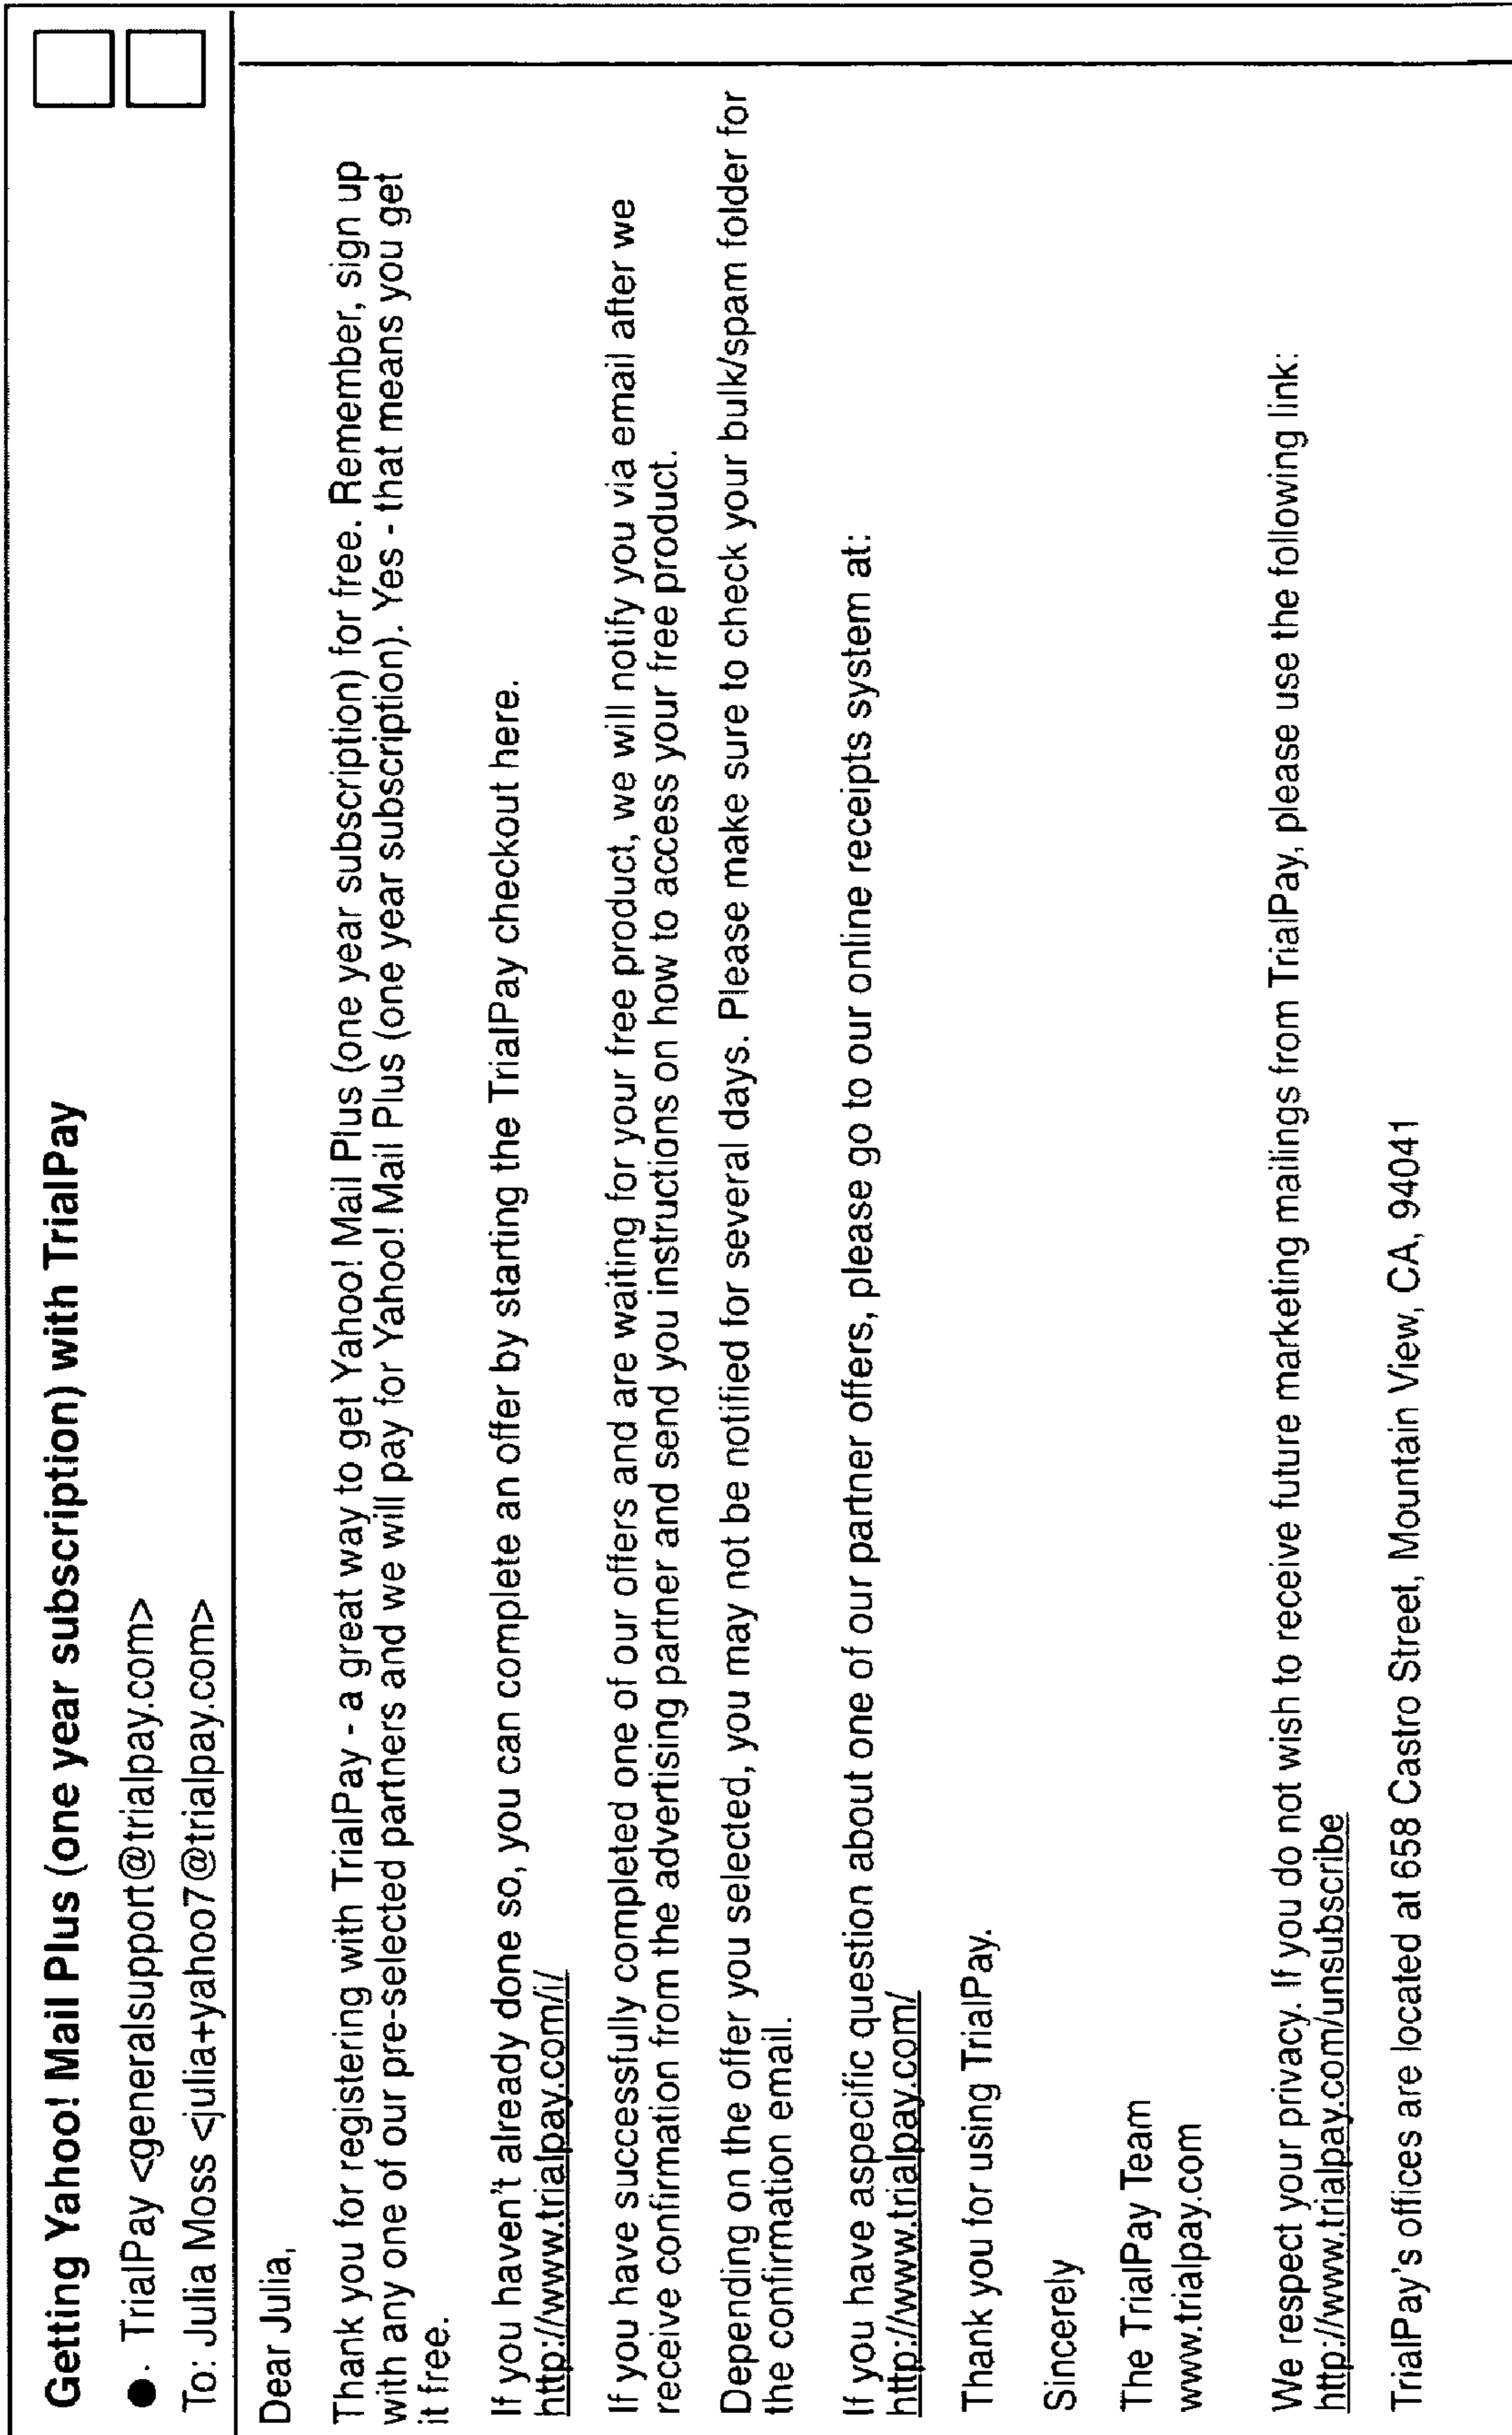 Getting Yahoo! Mail Plus (one year subscription) with TrialPay
●. TrialPay <generalsupport@trialpay.com>
To: Julia Moss <julia+yahoo7@trialpay.com>
Dear Julia,
Thank you for registering with TrialPay - a great way to get Yahoo! Mail Plus (one year subscription) for free. Remember, sign up
with any one of our pre-selected partners and we will pay for Yahoo! Mail Plus (one year subscription). Yes - that means you get
it free.
If you haven't already done so, you can complete an offer by starting the TrialPay checkout here.
http://www.trialpay.com/i/
If you have successfully completed one of our offers and are waiting for your free product, we will notify you via email after we
receive confirmation from the advertising partner and send you instructions on how to access your free product.
Depending on the offer you selected, you may not be notified for several days. Please make sure to check your bulk/spam folder for
the confirmation email.
If you have aspecific question about one of our partner offers, please go to our online receipts system at:
http://www.trialpay.com/
Thank you for using TrialPay.
Sincerely
The TrialPay Team
www.trialpay.com
We respect your privacy. If you do not wish to receive future marketing mailings from TrialPay, please use the following link:
http://www.trialpay.com/unsubscribe
TrialPay's offices are located at 658 Castro Street, Mountain View, CA, 94041